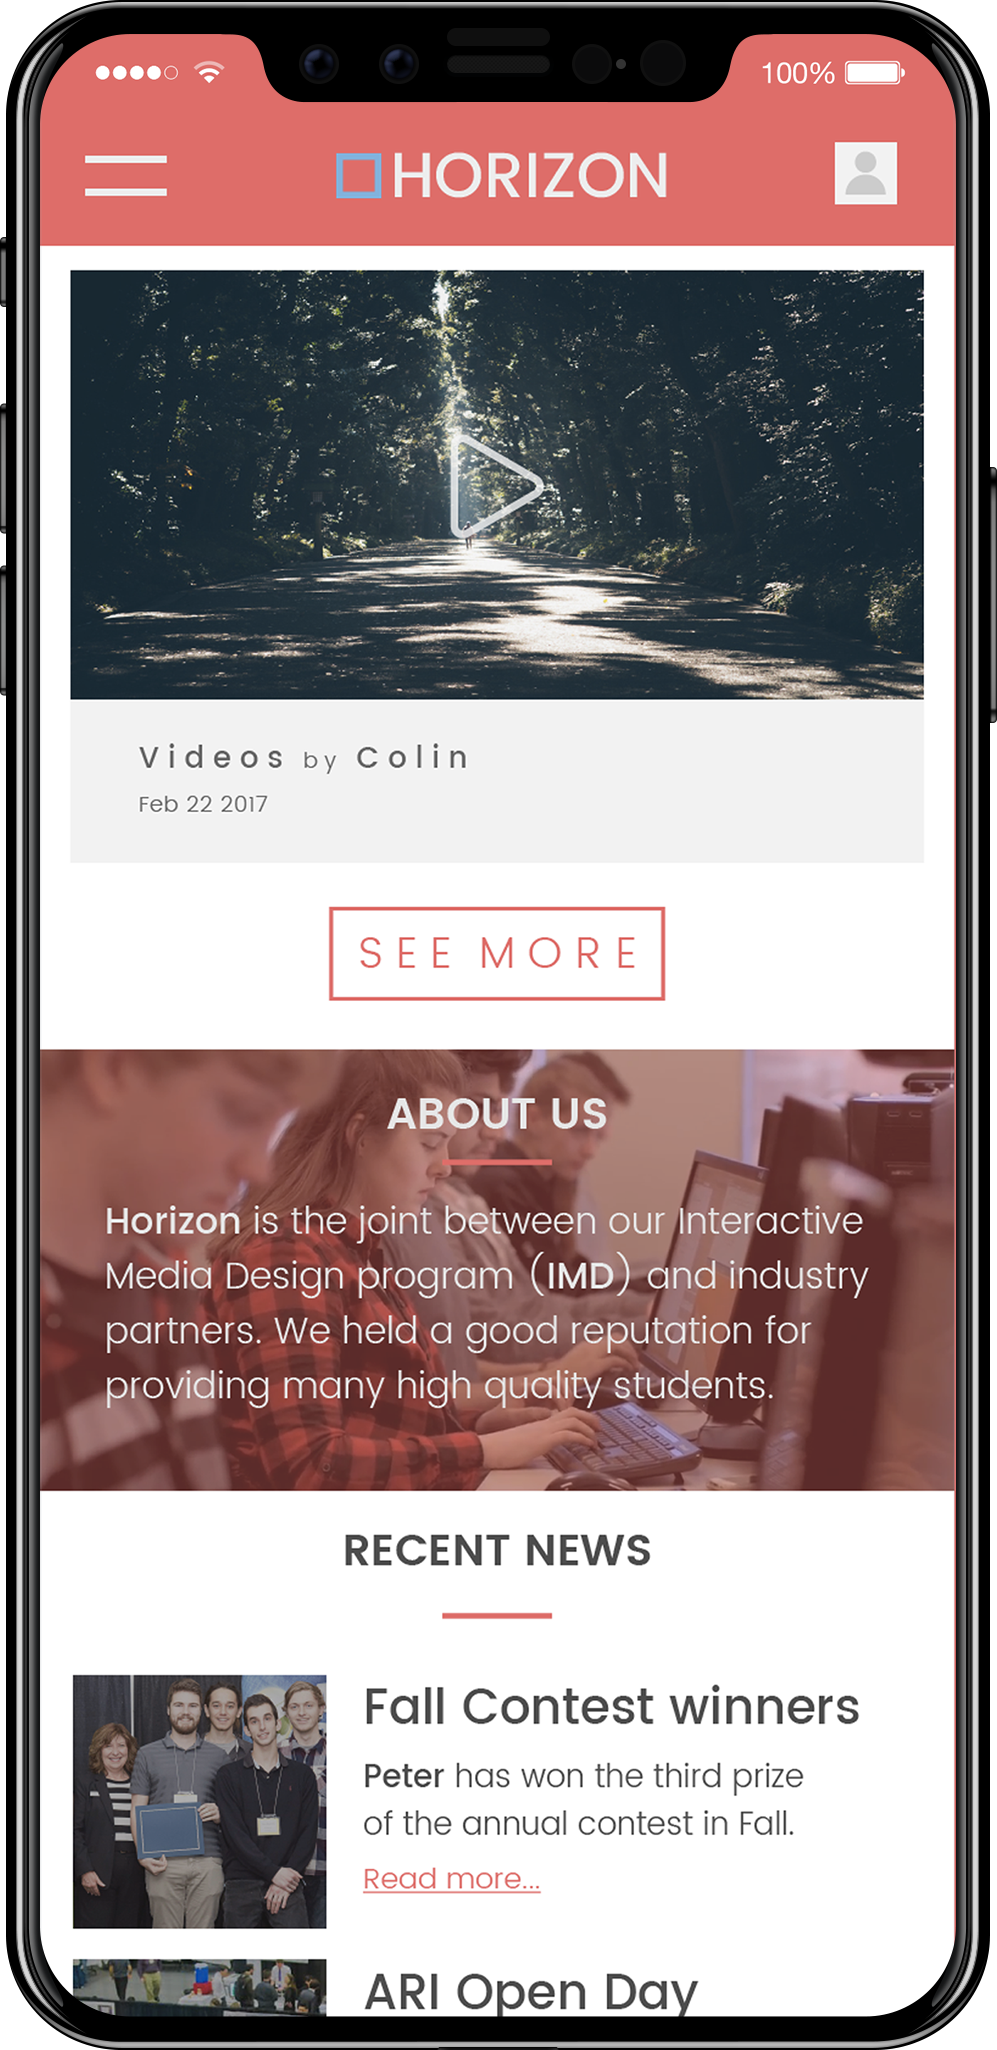 100%
HORIZON
Videos by Colin
Feb 22 2017
SEE MORE
ABOUT US
Horizon is the joint between our Interactive
Media Design program (IMD) and industry
partners. We held a good reputation for
providing many high quality students.
RECENT NEWS
Fall Contest winners
Peter has won the third prize
of the annual contest in Fall.
Read more...
ARI Open Day